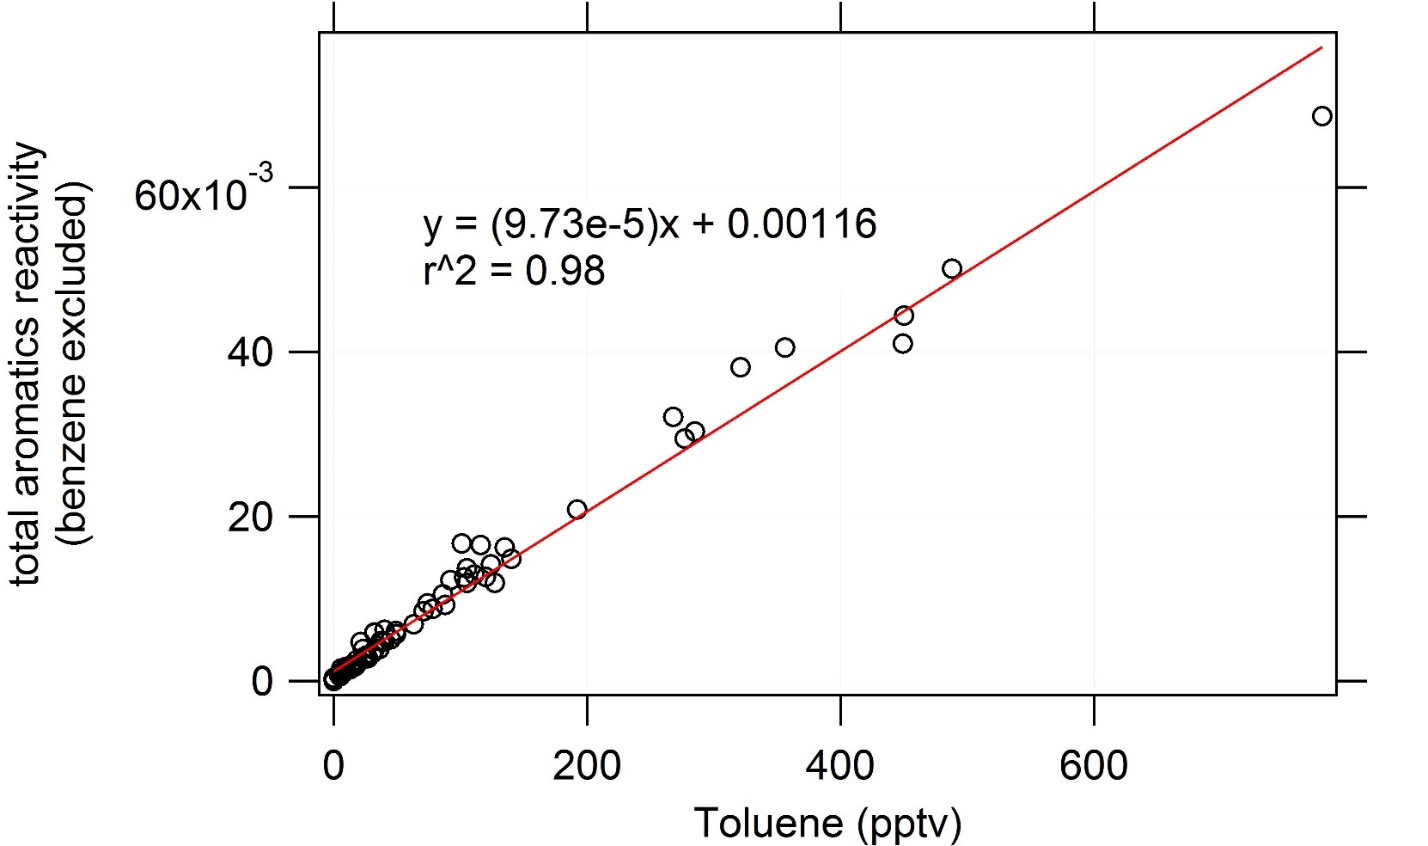 total aromatics reactivity
(benzene excluded)
60x10-3
40
20
0
y = (9.73e-5)x + 0.00116
r^2 = 0.98
0 200 400 600
Toluene (pptv)